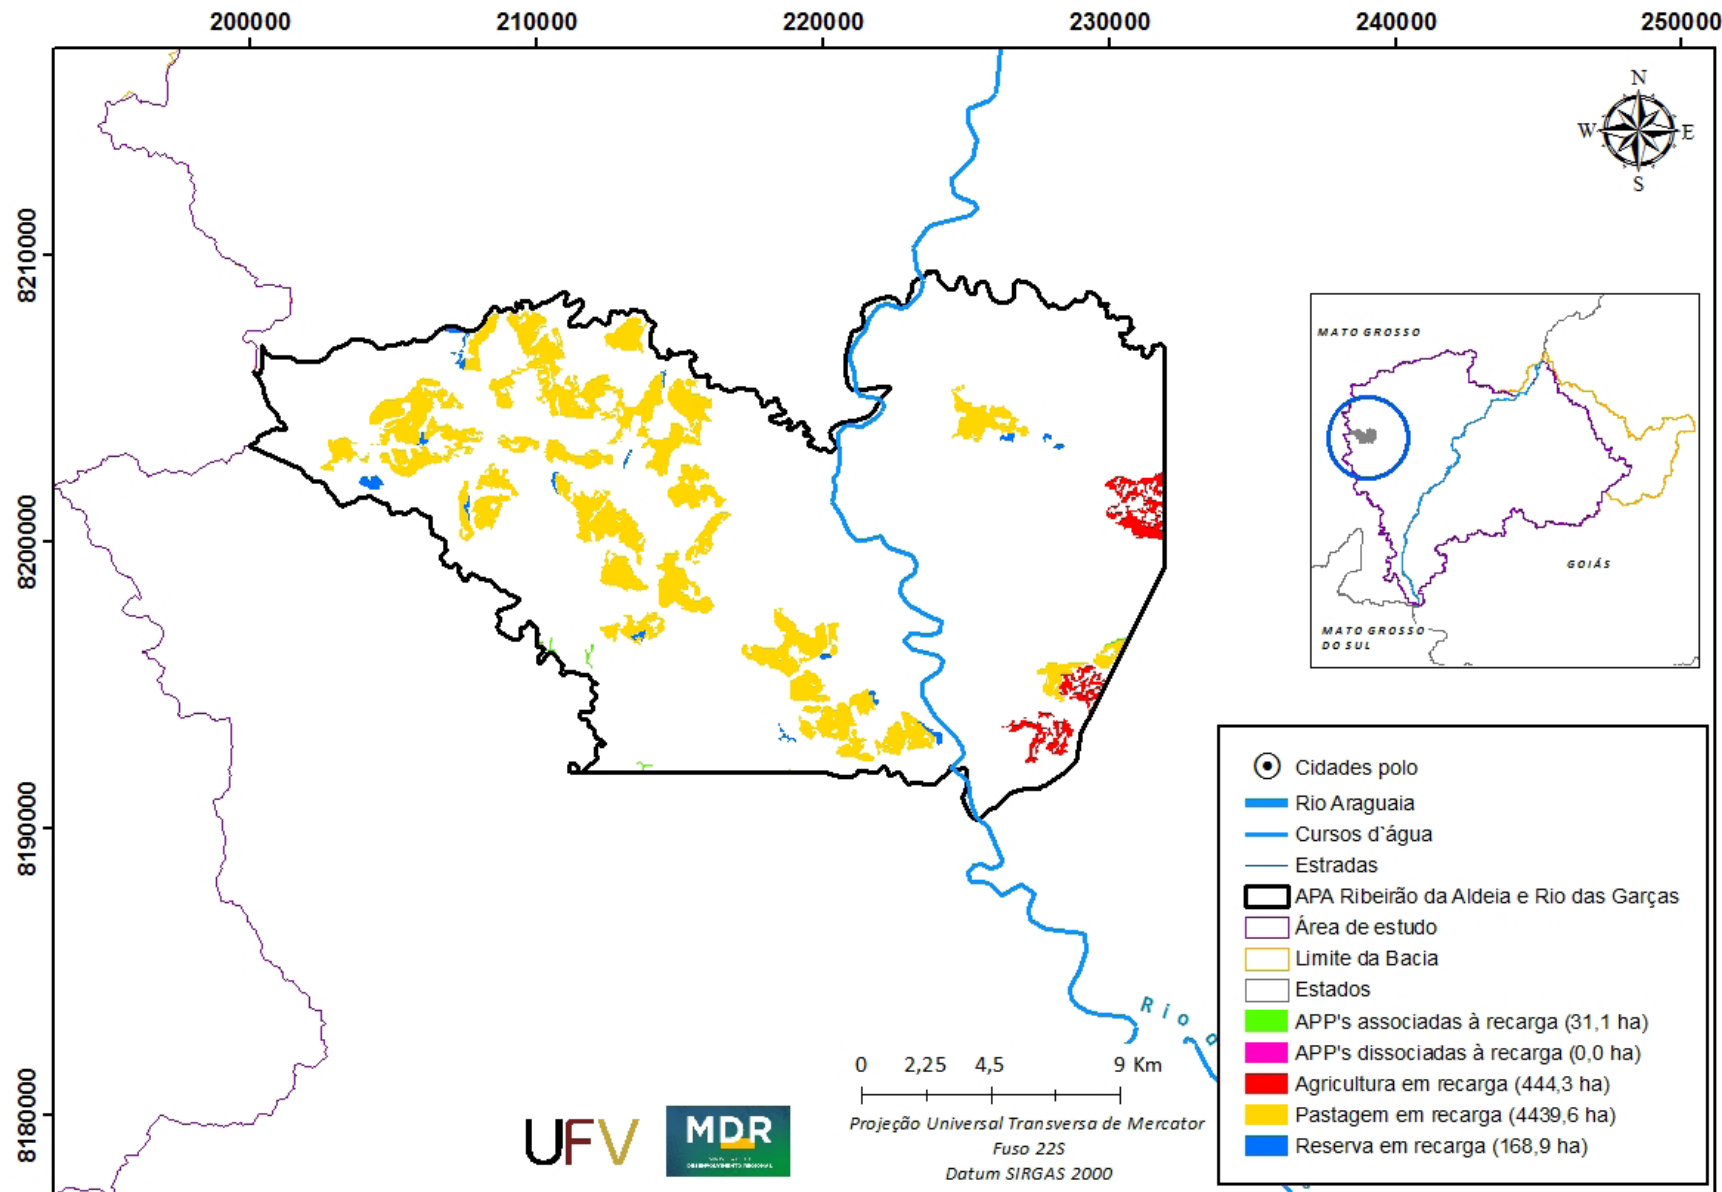 200000 210000 220000 230000 240000 250000
8210000
8200000
8190000
8180000
N
W E
S
MATO GROSSO
GOIÁS
MATO GROSSO
DO SUL
Rio d
Cidades polo
Rio Araguaia
Cursos d`água
Estradas
APA Ribeirão da Aldeia e Rio das Garças
Área de estudo
Limite da Bacia
Estados
APP's associadas à recarga (31,1 ha)
APP's dissociadas à recarga (0,0 ha)
Agricultura em recarga (444,3 ha)
Pastagem em recarga (4439,6 ha)
Reserva em recarga (168,9 ha)
0 2,25 4,5 9 Km
Projeção Universal Transversa de Mercator
Fuso 22S
Datum SIRGAS 2000
UFV
MDR
DESENVOLVIMENTO REGIONAL